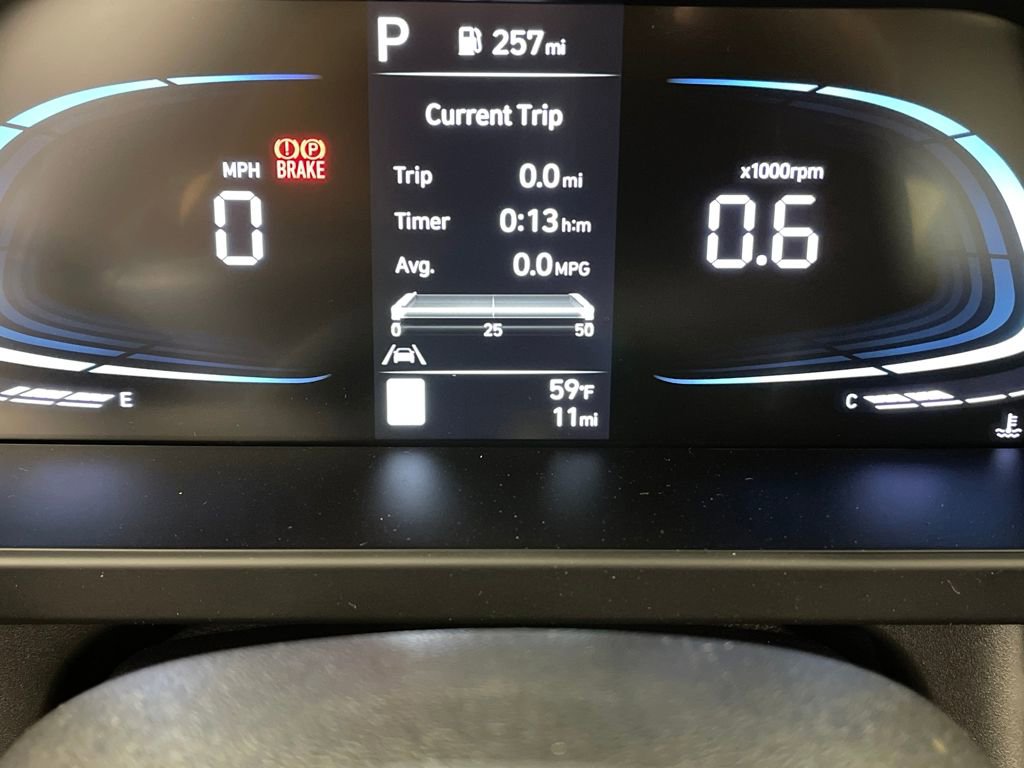 P 257mi
Current Trip
MPH (!)(P)
BRAKE
0
Trip 0.0mi
Timer 0:13h:m
Avg. 0.0MPG
0 25 50
x1000rpm
0.6
E
59°F
11mi
C